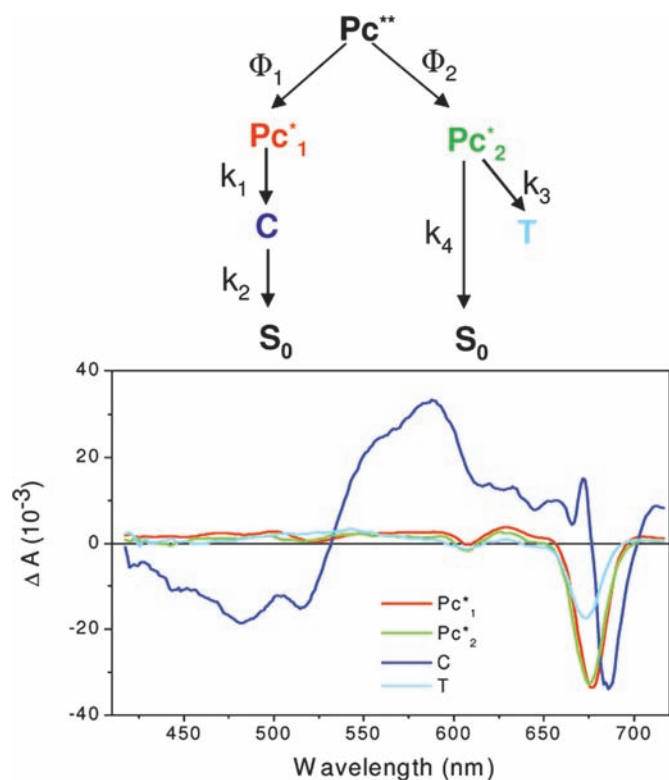 Pc**
Φ1 Φ2
Pc*1 Pc*2
k1 k3
C T
k4
k2
S0 S0
40
20
0
-20
-40
Δ A (10-3)
Pc*1
Pc*2
C
T
450 500 550 600 650 700
Wavelength (nm)